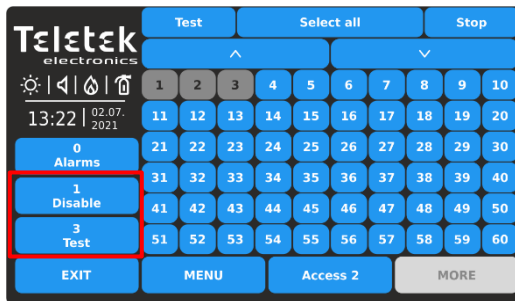 Teletek
electronics
13:22 02.07.
2021
0
Alarms
1
Disable
3
Test
EXIT
Test Select all Stop
1 2 3 4 5 6 7 8 9 10
11 12 13 14 15 16 17 18 19 20
21 22 23 24 25 26 27 28 29 30
31 32 33 34 35 36 37 38 39 40
41 42 43 44 45 46 47 48 49 50
51 52 53 54 55 56 57 58 59 60
MENU Access 2 MORE